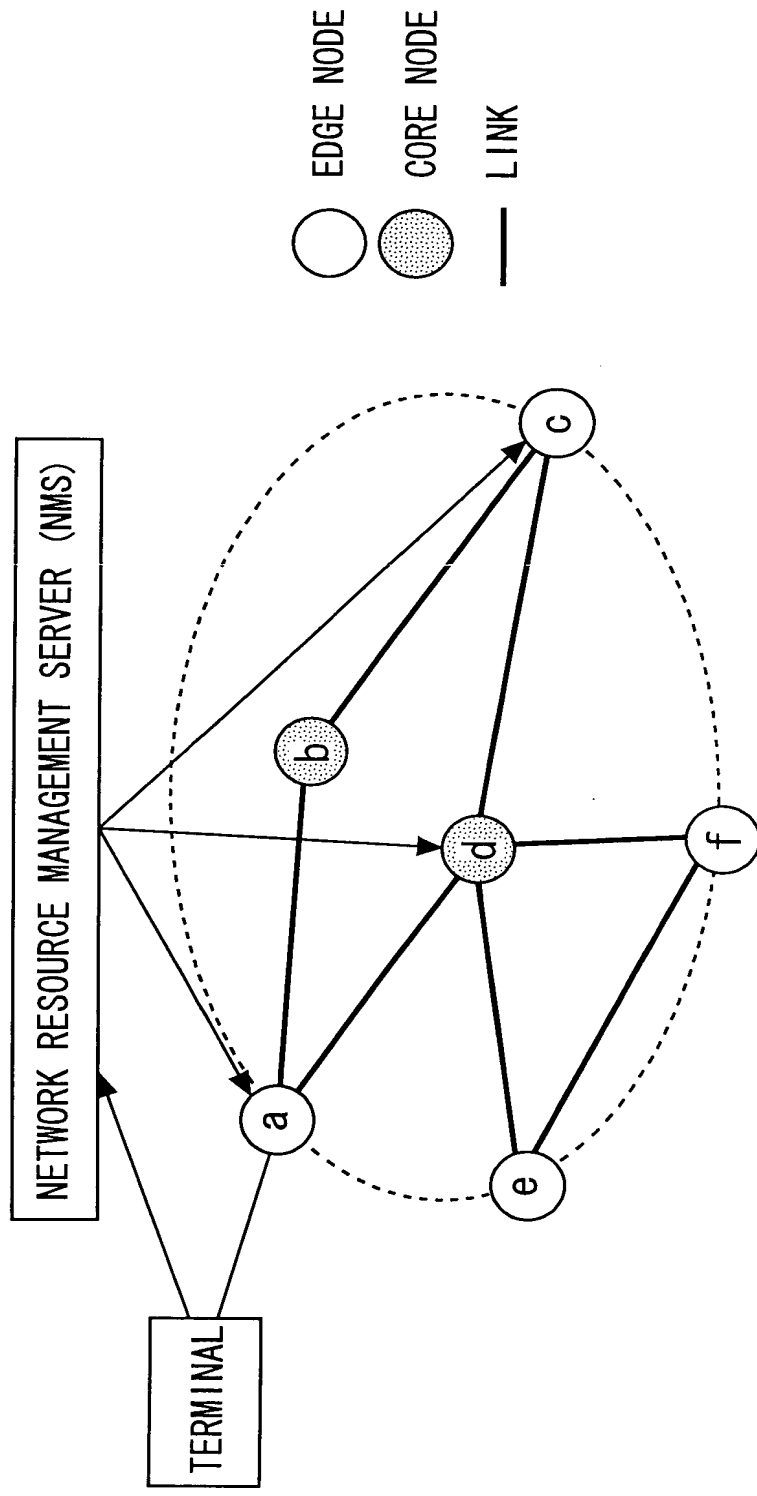 NETWORK RESOURCE MANAGEMENT SERVER (NMS)
TERMINAL
a
b
c
d
e
f
EDGE NODE
CORE NODE
LINK